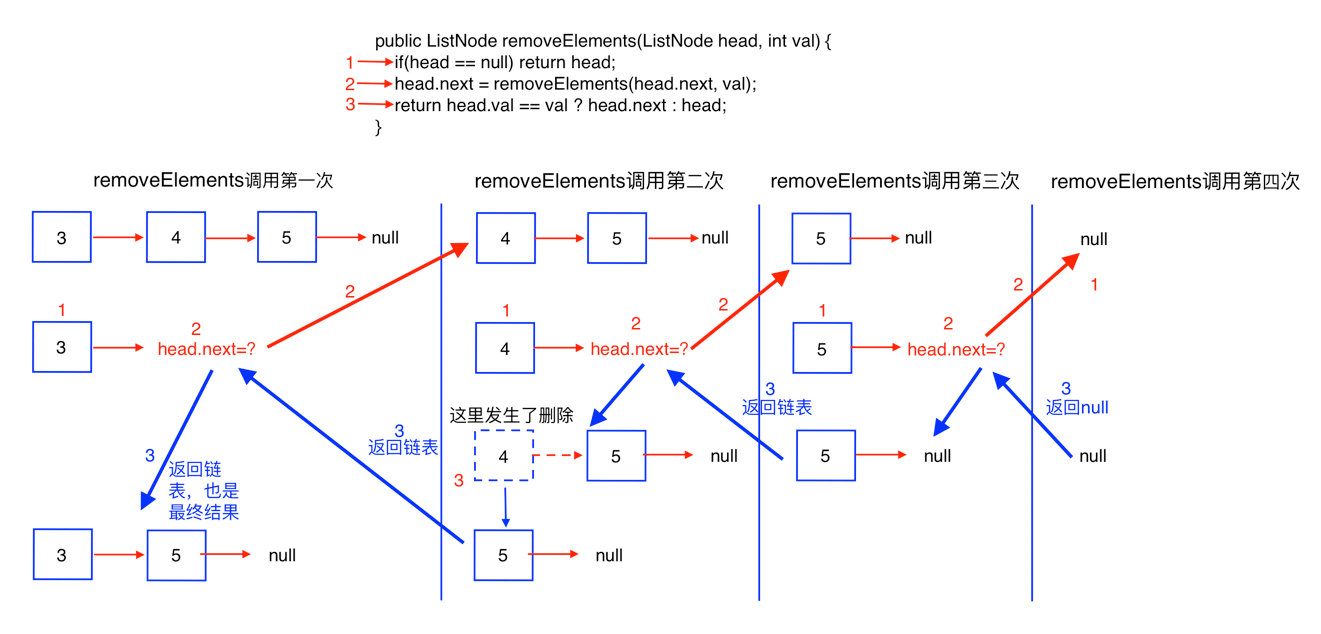 public ListNode removeElements(ListNode head, int val) {
1 if(head == null) return head;
2 head.next = removeElements(head.next, val);
3 return head.val == val ? head.next : head;
}
removeElements调用第一次
removeElements调用第二次
removeElements调用第三次
removeElements调用第四次
3 4 5 null
4 5 null
5 null
null
2
2
2
1
1
3
2
head.next=?
1
4
2
head.next=?
1
5
2
head.next=?
3
返回链表
3
返回链表
3
返回null
这里发生了删除
3
4 5 null
5 null
null
3
返回链
表，也是
最终结果
3 5 null
5 null